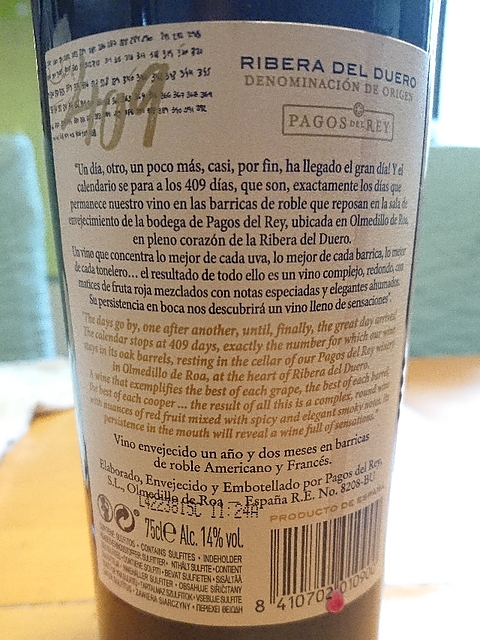 409
RIBERA DEL DUERO
DENOMINACIÓN DE ORIGEN
PAGOS DEL REY
"Un día, otro, un poco más, casi, por fin, ha llegado el gran día! Y el
calendario se para a los 409 días, que son, exactamente los días que
permanece nuestro vino en las barricas de roble que reposan en la sala de
envejecimiento de la bodega de Pagos del Rey, ubicada en Olmedillo de Roa,
en pleno corazón de la Ribera del Duero.
Un vino que concentra lo mejor de cada uva, lo mejor de cada barrica, lo mejor
de cada tonelero... el resultado de todo ello es un vino complejo, redondo, con
matices de fruta roja mezclados con notas especiadas y elegantes ahumados.
Su persistencia en boca nos descubrirá un vino lleno de sensaciones".
"The days go by, one after another, until, finally, the great day arrives!
The calendar stops at 409 days, exactly the number for which our wine
stays in its oak barrels, resting in the cellar of our Pagos del Rey winery
in Olmedillo de Roa, at the heart of Ribera del Duero.
A wine that exemplifies the best of each grape, the best of each barrel,
the best of each cooper ... the result of all this is a complex, round wine
with nuances of red fruit mixed with spicy and elegant smoky notes. Its
persistence in the mouth will reveal a wine full of sensations."
Vino envejecido un año y dos meses en barricas
de roble Americano y Francés.
Elaborado, Envejecido y Embotellado por Pagos del Rey,
S.L., Olmedillo de Roa - España R.E. No. 8208-BU
11:24A
PRODUCTO DE ESPAÑA
75cl e Alc. 14% vol.
SULFITOS • CONTAINS SULFITES •
8 410702 010900